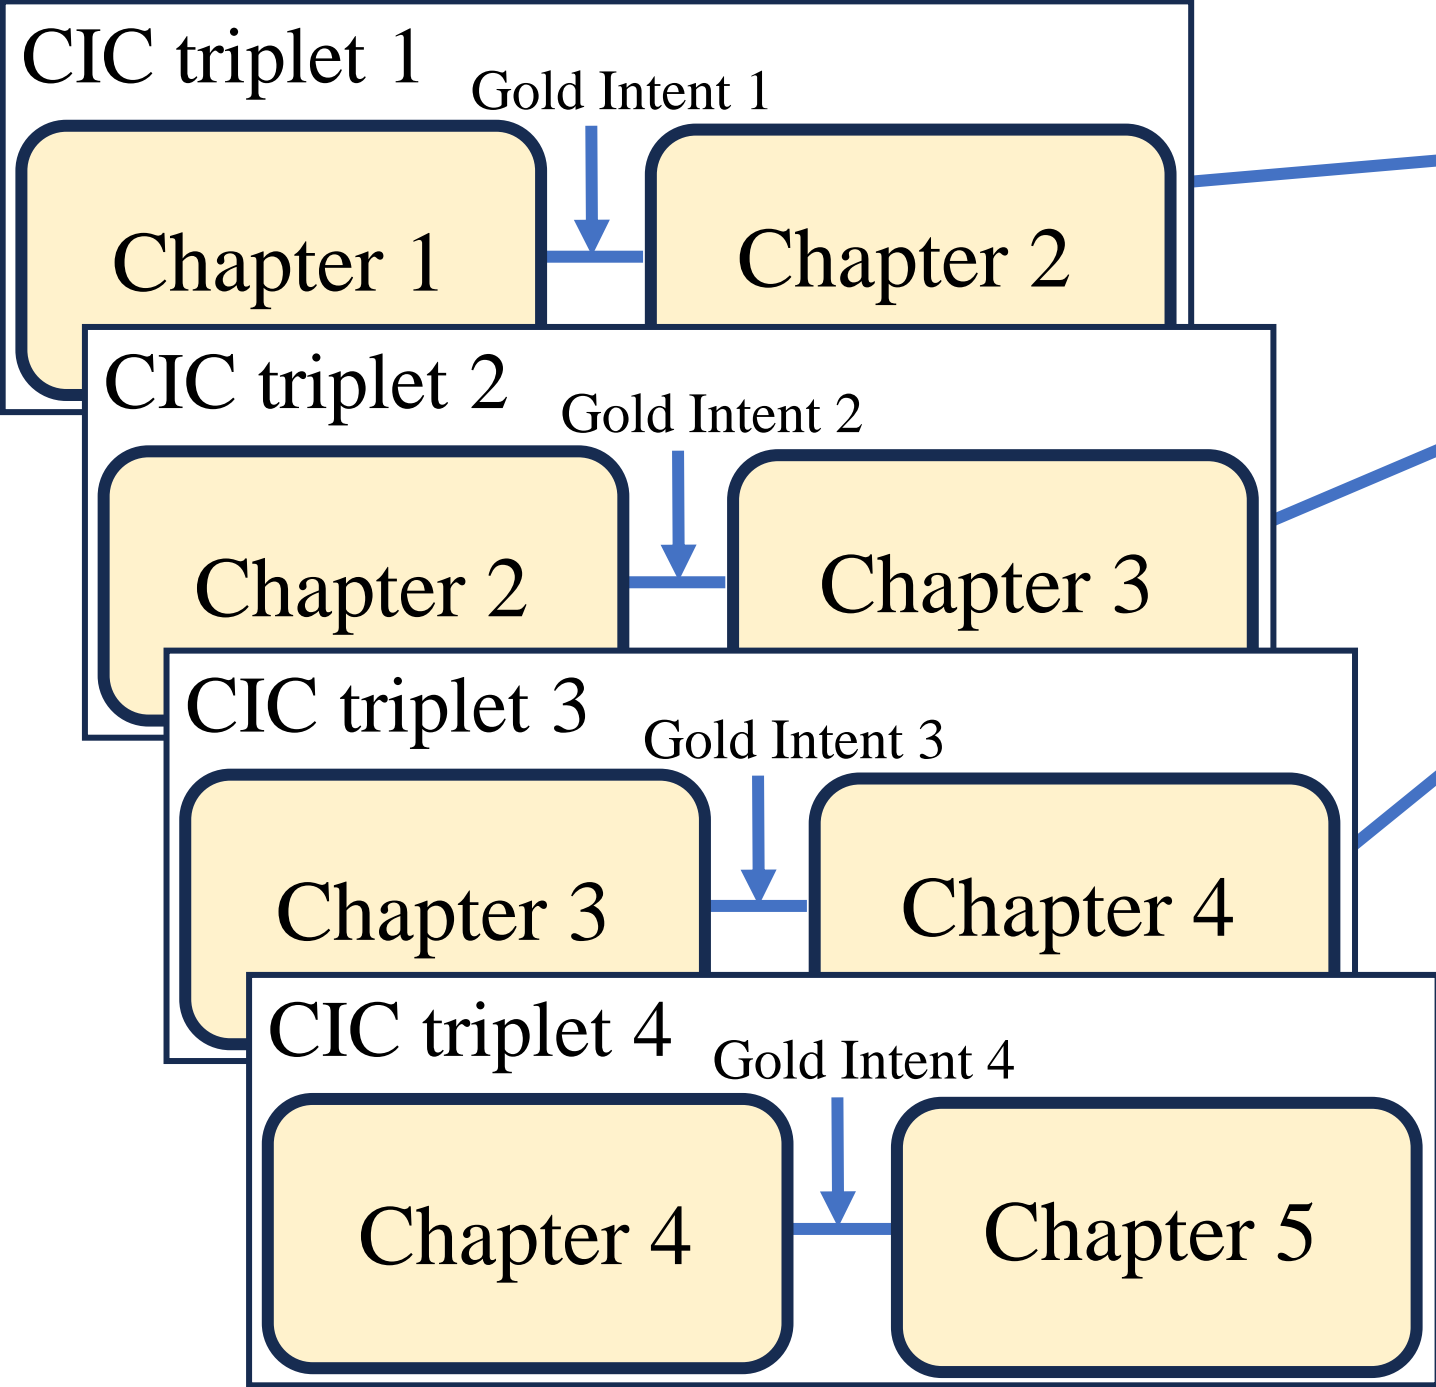 CIC triplet 1
Gold Intent 1
Chapter 1
Chapter 2
CIC triplet 2
Gold Intent 2
Chapter 2
Chapter 3
CIC triplet 3
Gold Intent 3
Chapter 3
Chapter 4
CIC triplet 4
Gold Intent 4
Chapter 4
Chapter 5